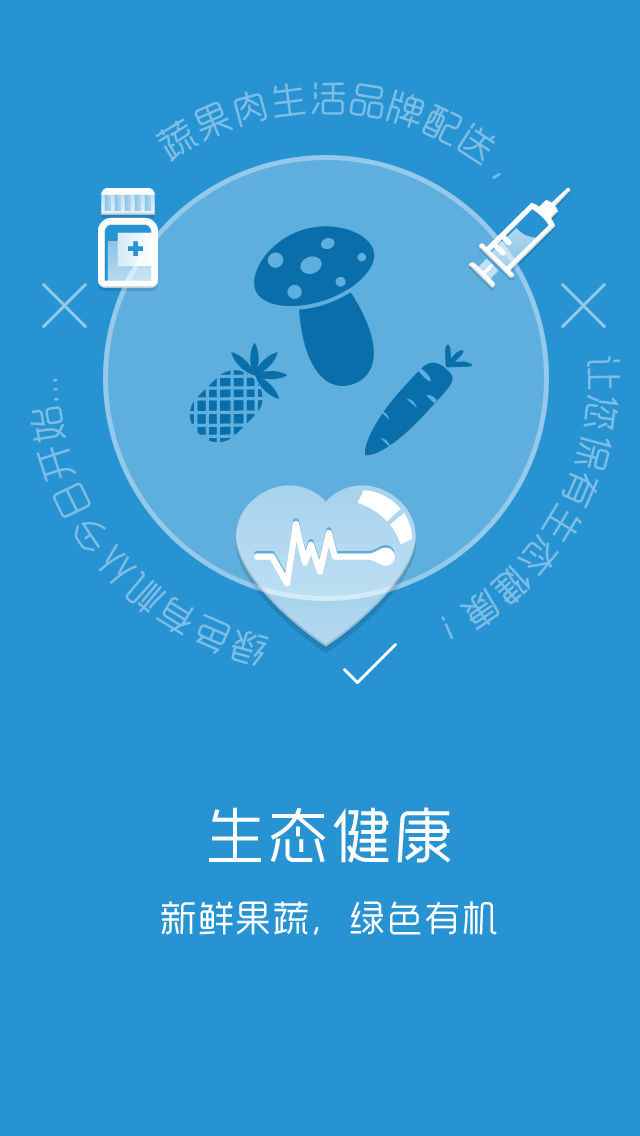 蔬果肉生活品牌配送，
让您保有生态健康！
绿色有机从今日开始...
生态健康
新鲜果蔬，绿色有机